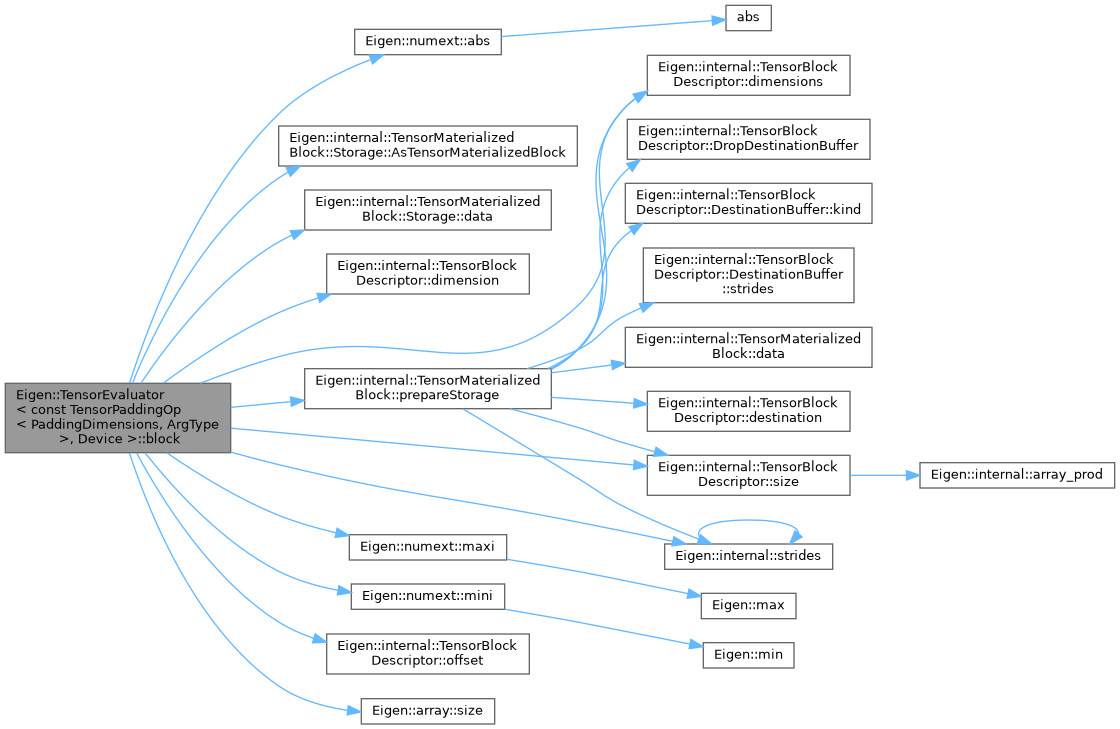 abs
Eigen::numext::abs
Eigen::internal::TensorBlock
Descriptor::dimensions
Eigen::internal::TensorBlock
Descriptor::DropDestinationBuffer
Eigen::internal::TensorMaterialized
Block::Storage::AsTensorMaterializedBlock
Eigen::internal::TensorBlock
Descriptor::DestinationBuffer::kind
Eigen::internal::TensorMaterialized
Block::Storage::data
Eigen::internal::TensorBlock
Descriptor::DestinationBuffer
::strides
Eigen::internal::TensorBlock
Descriptor::dimension
Eigen::internal::TensorMaterialized
Block::data
Eigen::internal::TensorMaterialized
Block::prepareStorage
Eigen::TensorEvaluator
< const TensorPaddingOp
< PaddingDimensions, ArgType
>, Device >::block
Eigen::internal::TensorBlock
Descriptor::destination
Eigen::internal::TensorBlock
Descriptor::size
Eigen::internal::array_prod
Eigen::numext::maxi
Eigen::internal::strides
Eigen::numext::mini
Eigen::max
Eigen::internal::TensorBlock
Descriptor::offset
Eigen::min
Eigen::array::size